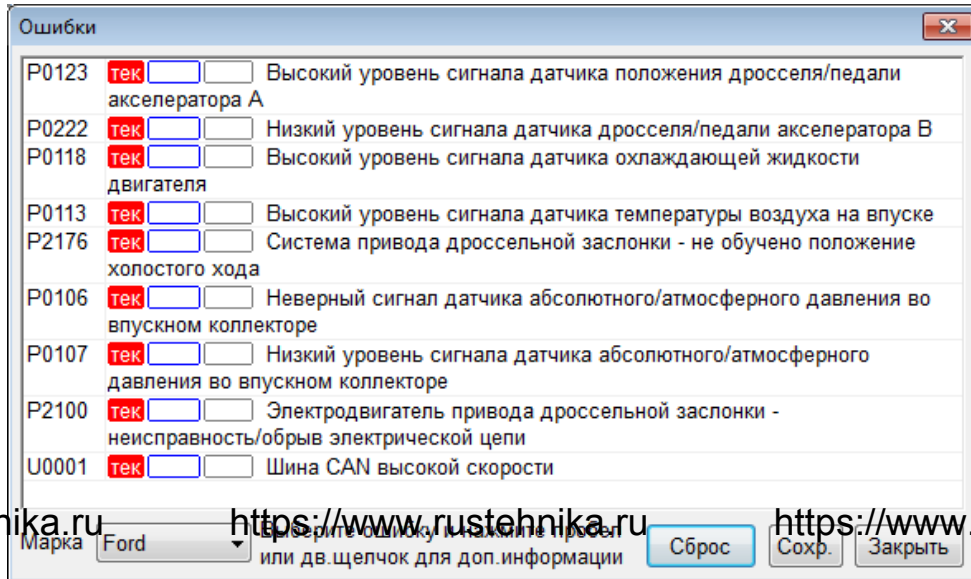 Ошибки
P0123 тек Высокий уровень сигнала датчика положения дросселя/педали
акселератора A
P0222 тек Низкий уровень сигнала датчика дросселя/педали акселератора B
P0118 тек Высокий уровень сигнала датчика охлаждающей жидкости
двигателя
P0113 тек Высокий уровень сигнала датчика температуры воздуха на впуске
P2176 тек Система привода дроссельной заслонки - не обучено положение
холостого хода
P0106 тек Неверный сигнал датчика абсолютного/атмосферного давления во
впускном коллекторе
P0107 тек Низкий уровень сигнала датчика абсолютного/атмосферного
давления во впускном коллекторе
P2100 тек Электродвигатель привода дроссельной заслонки -
неисправность/обрыв электрической цепи
U0001 тек Шина CAN высокой скорости
hika.ru https://www.rustehnika.ru https://www.
Марка Ford Выберите ошибку и нажмите пробел
или дв.щелчок для доп.информации
Сброс Сохр. Закрыть